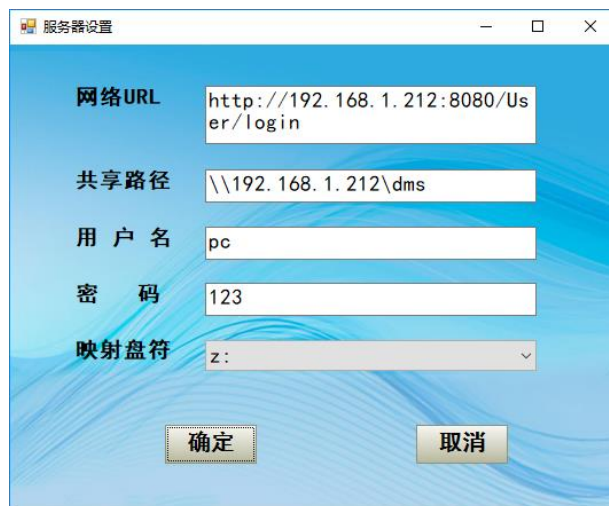 服务器设置
网络URL
http://192.168.1.212:8080/Us
er/login
共享路径
\\192.168.1.212\dms
用 户 名
pc
密 码
123
映射盘符
z:
确定
取消